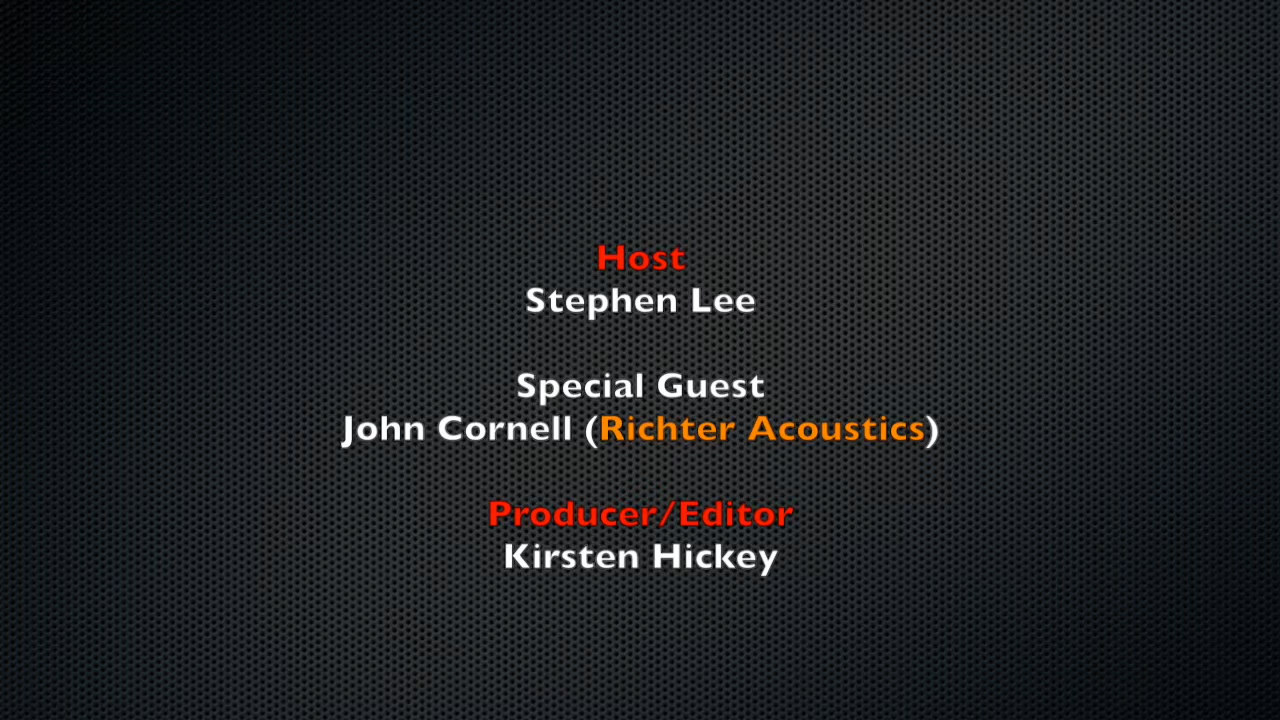 Host
Stephen Lee
Special Guest
John Cornell (Richter Acoustics)
Producer/Editor
Kirsten Hickey